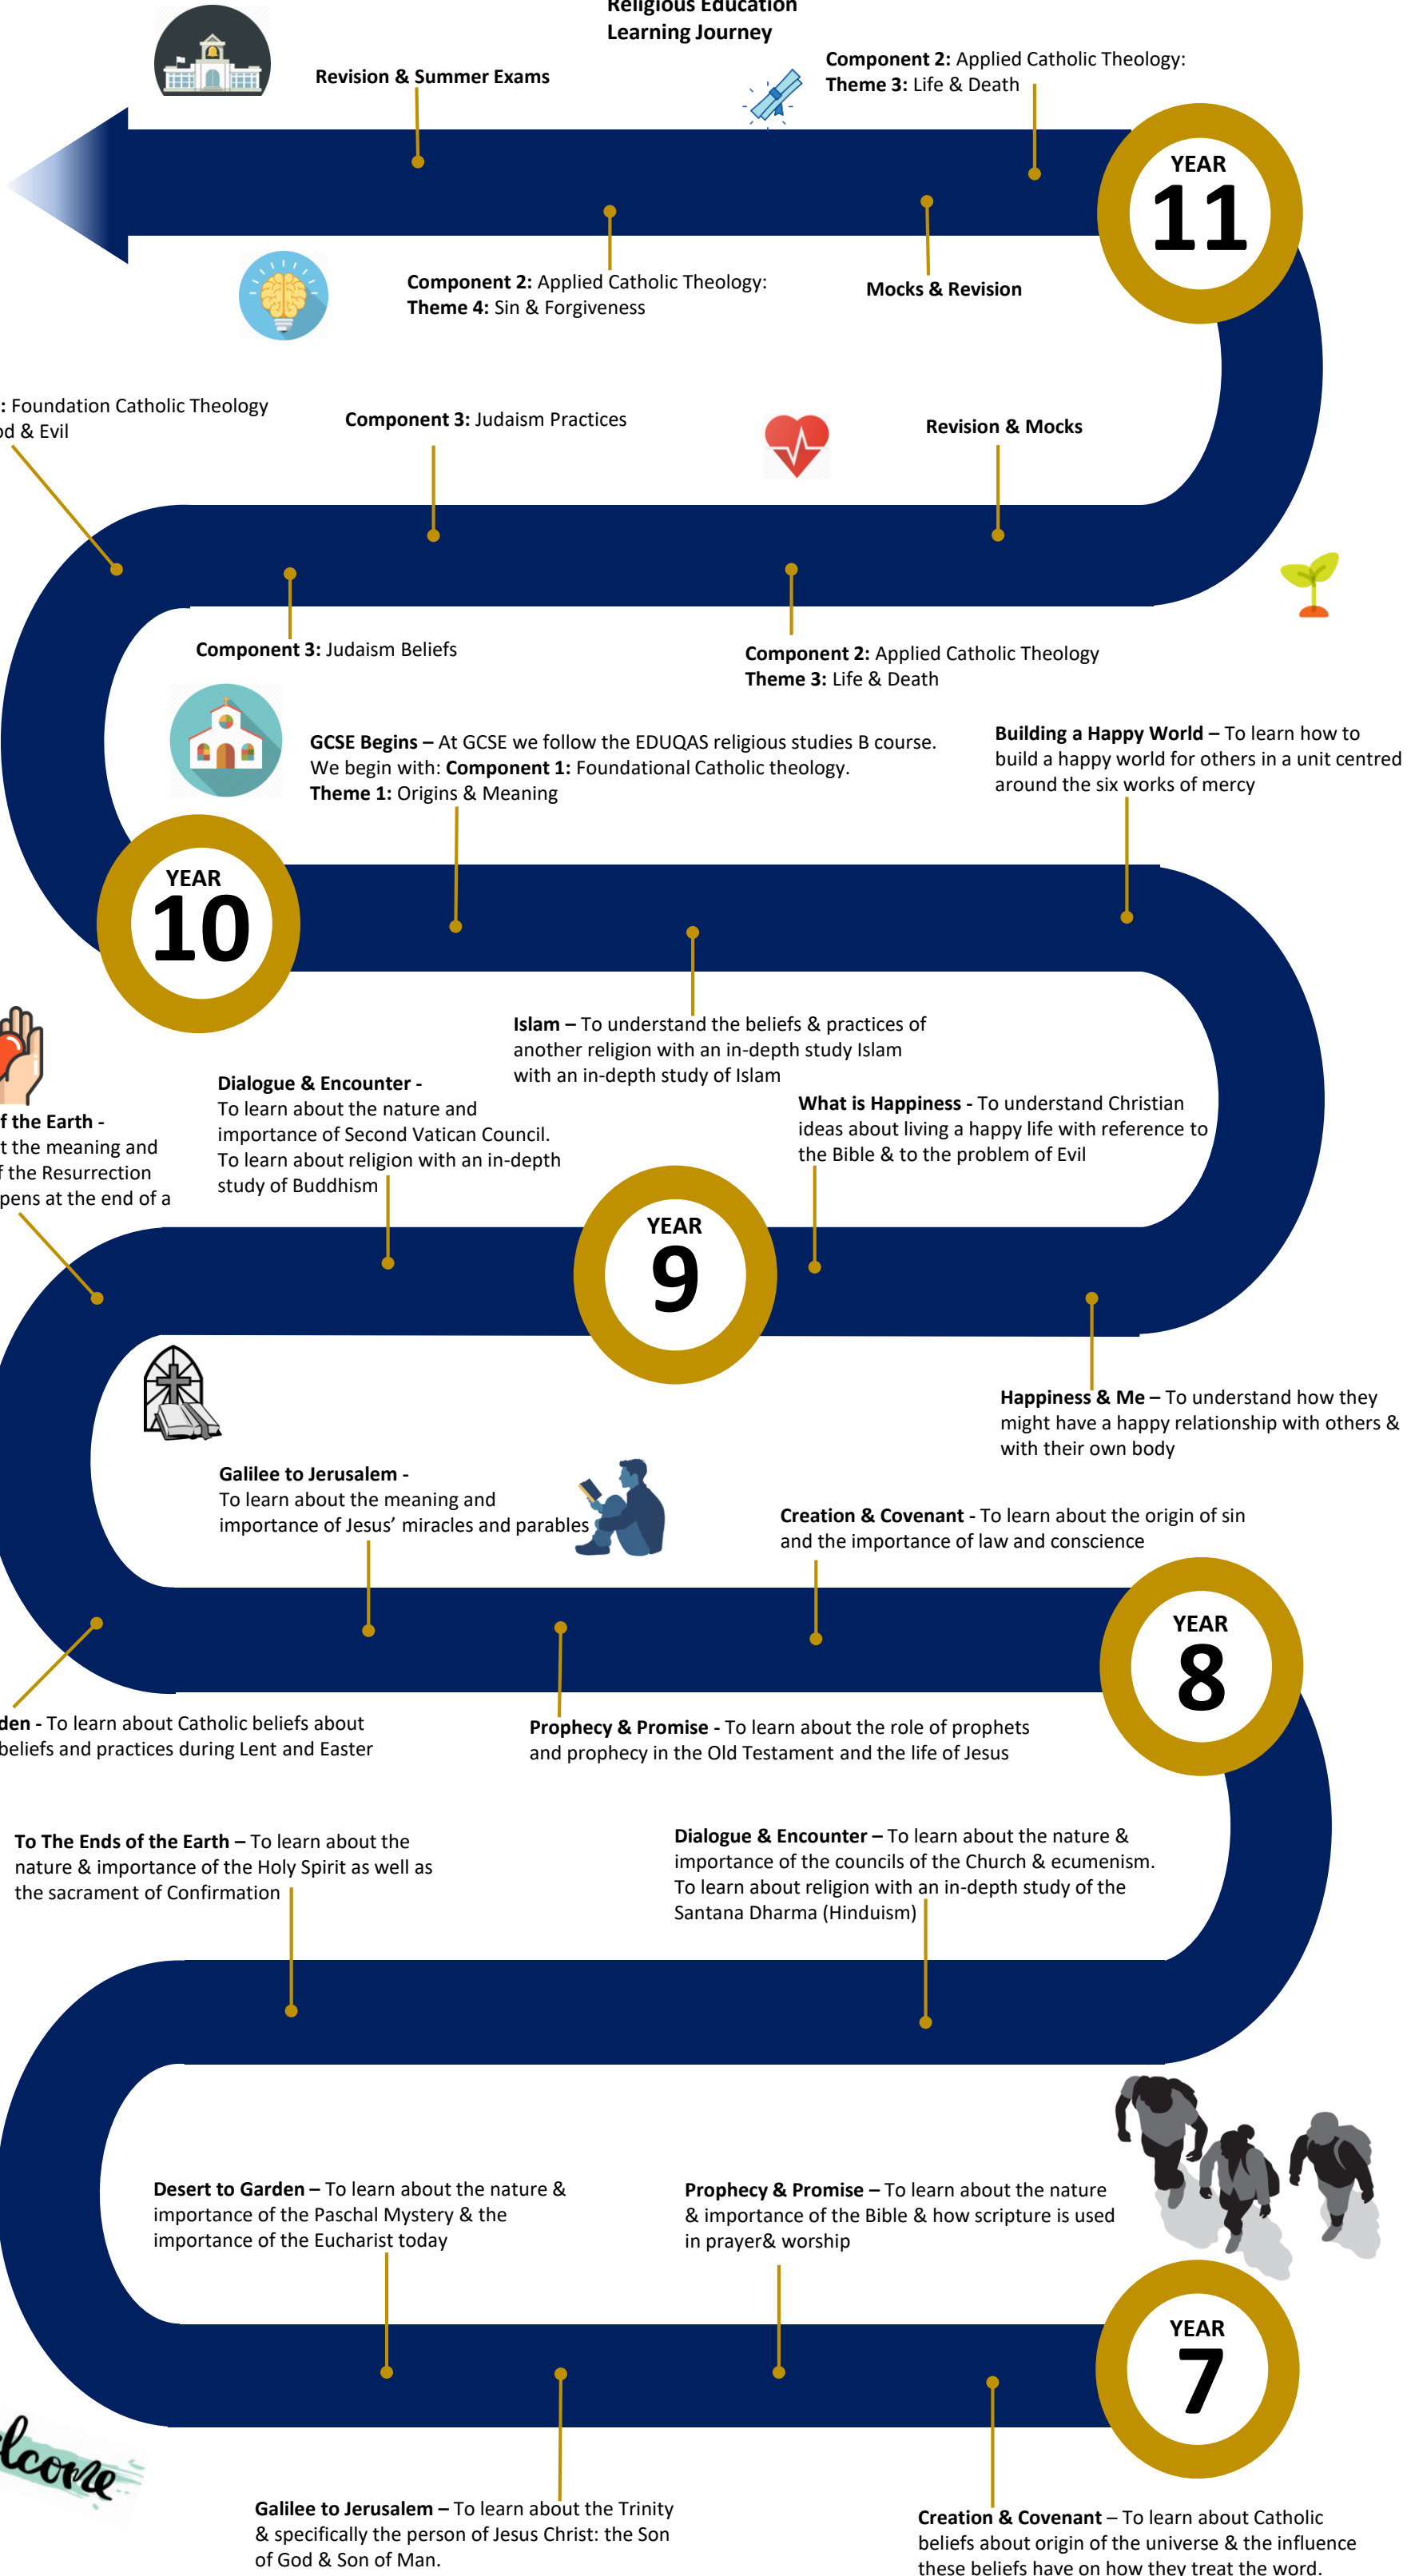 Religious Education
Learning Journey
Revision & Summer Exams
Component 2: Applied Catholic Theology:
Theme 3: Life & Death
YEAR
11
Component 2: Applied Catholic Theology:
Theme 4: Sin & Forgiveness
Mocks & Revision
: Foundation Catholic Theology
& Evil
Component 3: Judaism Practices
Revision & Mocks
Component 3: Judaism Beliefs
Component 2: Applied Catholic Theology
Theme 3: Life & Death
GCSE Begins – At GCSE we follow the EDUQAS religious studies B course.
We begin with: Component 1: Foundational Catholic theology.
Theme 1: Origins & Meaning
Building a Happy World – To learn how to
build a happy world for others in a unit centred
around the six works of mercy
YEAR
10
Islam – To understand the beliefs & practices of
another religion with an in-depth study Islam
with an in-depth study of Islam
Dialogue & Encounter -
To learn about the nature and
importance of Second Vatican Council.
To learn about religion with an in-depth
study of Buddhism
What is Happiness - To understand Christian
ideas about living a happy life with reference to
the Bible & to the problem of Evil
f the Earth -
t the meaning and
f the Resurrection
pens at the end of a
YEAR
9
Happiness & Me – To understand how they
might have a happy relationship with others &
with their own body
Galilee to Jerusalem -
To learn about the meaning and
importance of Jesus’ miracles and parables
Creation & Covenant - To learn about the origin of sin
and the importance of law and conscience
YEAR
8
den - To learn about Catholic beliefs about
beliefs and practices during Lent and Easter
Prophecy & Promise - To learn about the role of prophets
and prophecy in the Old Testament and the life of Jesus
To The Ends of the Earth – To learn about the
nature & importance of the Holy Spirit as well as
the sacrament of Confirmation
Dialogue & Encounter – To learn about the nature &
importance of the councils of the Church & ecumenism.
To learn about religion with an in-depth study of the
Santana Dharma (Hinduism)
Desert to Garden – To learn about the nature &
importance of the Paschal Mystery & the
importance of the Eucharist today
Prophecy & Promise – To learn about the nature
& importance of the Bible & how scripture is used
in prayer& worship
YEAR
7
lcome
Galilee to Jerusalem – To learn about the Trinity
& specifically the person of Jesus Christ: the Son
of God & Son of Man.
Creation & Covenant – To learn about Catholic
beliefs about origin of the universe & the influence
these beliefs have on how they treat the word.